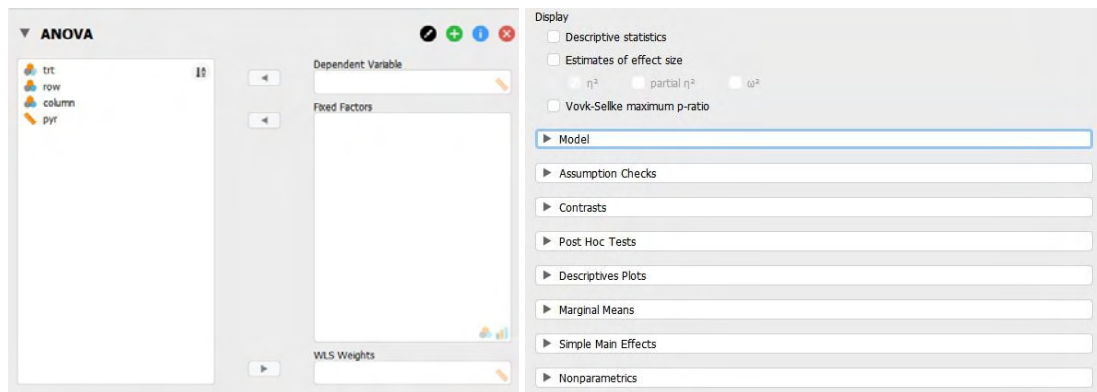 ANOVA
trt
row
column
pyr
Dependent Variable
Fixed Factors
WLS Weights
Display
Descriptive statistics
Estimates of effect size
η² partial η² ω²
Vovk-Sellke maximum p-ratio
Model
Assumption Checks
Contrasts
Post Hoc Tests
Descriptives Plots
Marginal Means
Simple Main Effects
Nonparametrics